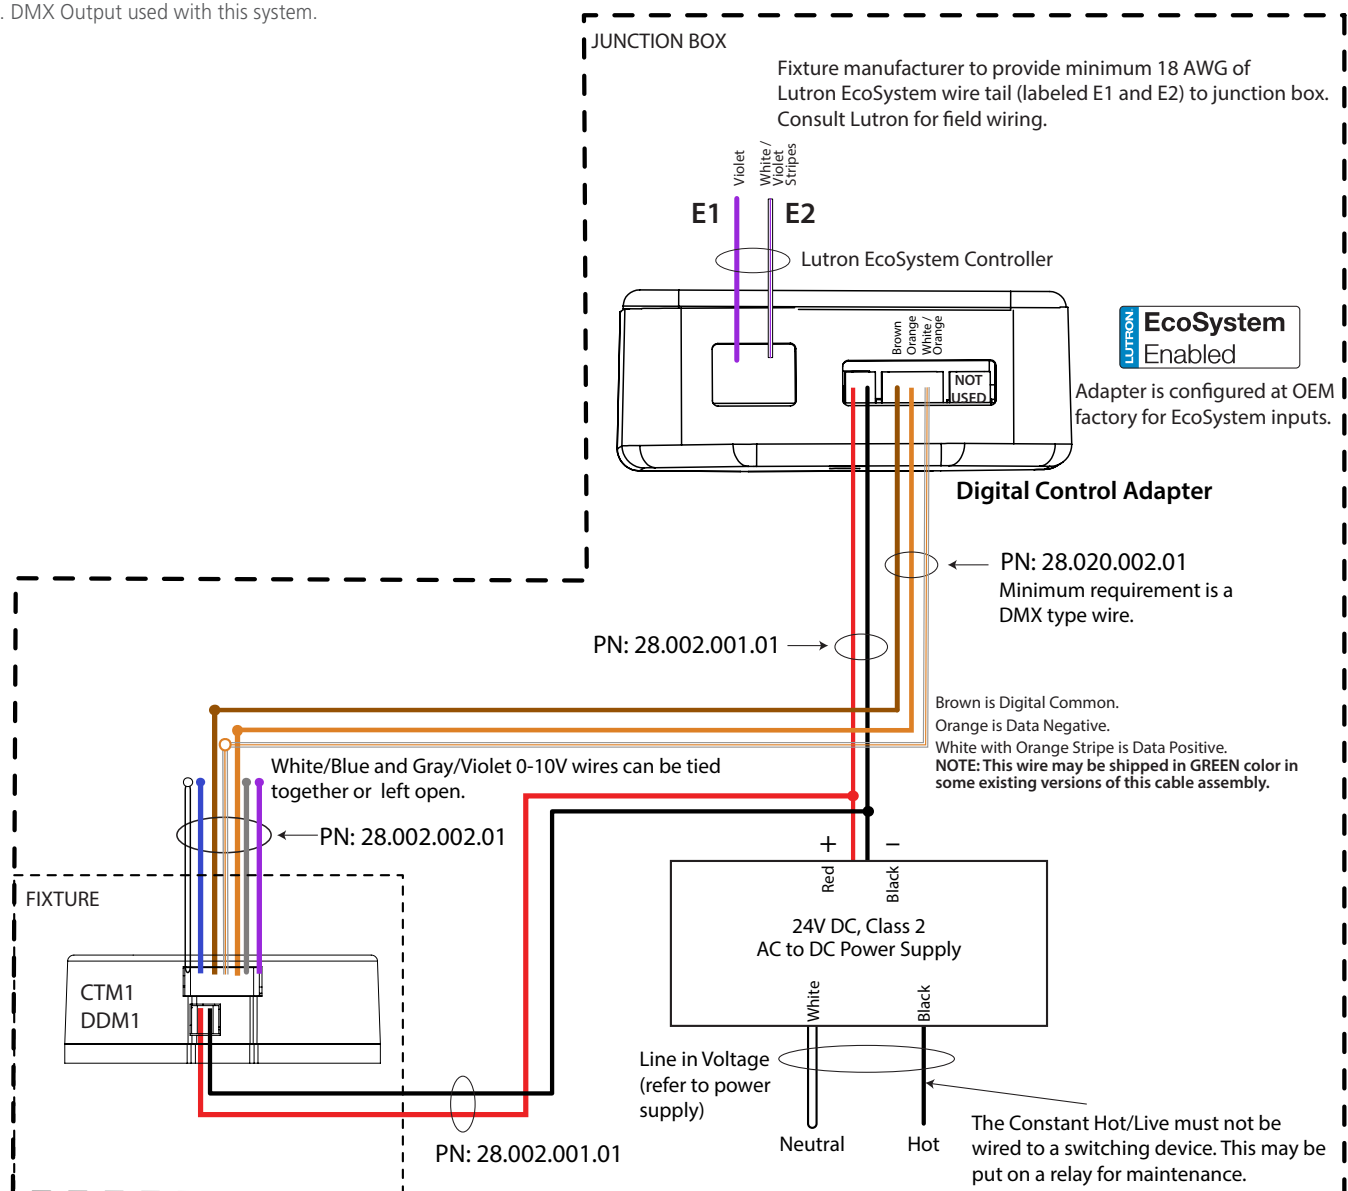 . DMX Output used with this system.
JUNCTION BOX
Fixture manufacturer to provide minimum 18 AWG of
Lutron EcoSystem wire tail (labeled E1 and E2) to junction box.
Consult Lutron for field wiring.
Violet
White /
Violet
Stripes
E1
E2
Lutron EcoSystem Controller
Brown
Orange
White /
Orange
NOT
USED
LUTRON.
EcoSystem
Enabled
Adapter is configured at OEM
factory for EcoSystem inputs.
Digital Control Adapter
PN: 28.020.002.01
Minimum requirement is a
DMX type wire.
PN: 28.002.001.01
Brown is Digital Common.
Orange is Data Negative.
White with Orange Stripe is Data Positive.
NOTE: This wire may be shipped in GREEN color in
some existing versions of this cable assembly.
White/Blue and Gray/Violet 0-10V wires can be tied
together or left open.
PN: 28.002.002.01
+
–
Red
Black
24V DC, Class 2
AC to DC Power Supply
White
Black
FIXTURE
CTM1
DDM1
Line in Voltage
(refer to power
supply)
Neutral
Hot
The Constant Hot/Live must not be
wired to a switching device. This may be
put on a relay for maintenance.
PN: 28.002.001.01